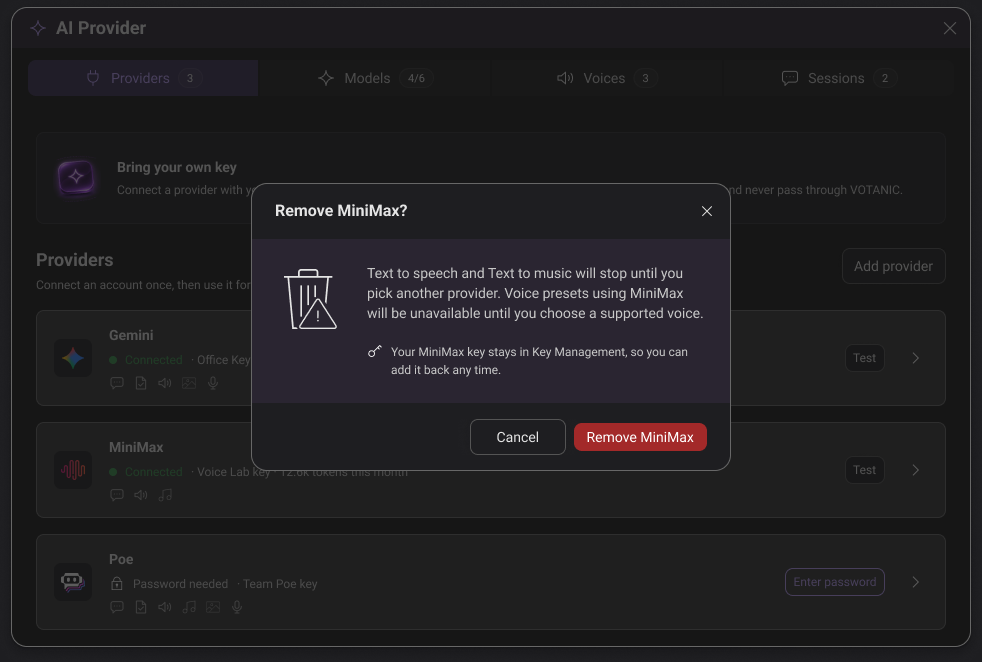 AI Provider
Providers 3
Models 4/6
Voices 3
Sessions 2
Bring your own key
Connect a provider with
nd never pass through VOTANIC.
Remove MiniMax?
Text to speech and Text to music will stop until you
pick another provider. Voice presets using MiniMax
will be unavailable until you choose a supported voice.
Your MiniMax key stays in Key Management, so you can
add it back any time.
Cancel
Remove MiniMax
Providers
Connect an account once, then use it for
Add provider
Gemini
Connected · Office Key
Test
MiniMax
Connected · Voice Lab key · 12.6k tokens this month
Test
Poe
Password needed · Team Poe key
Enter password